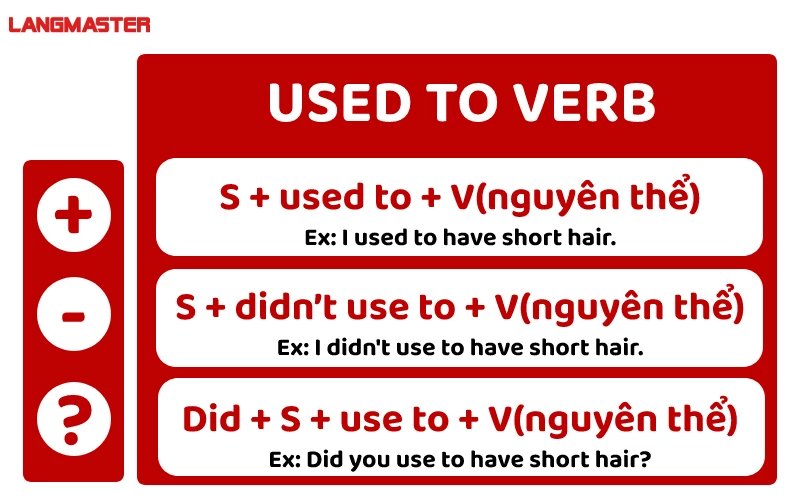 LANGMASTER
USED TO VERB
+
S + used to + V(nguyên thể)
Ex: I used to have short hair.
-
S + didn’t use to + V(nguyên thể)
Ex: I didn't use to have short hair.
?
Did + S + use to + V(nguyên thể)
Ex: Did you use to have short hair?